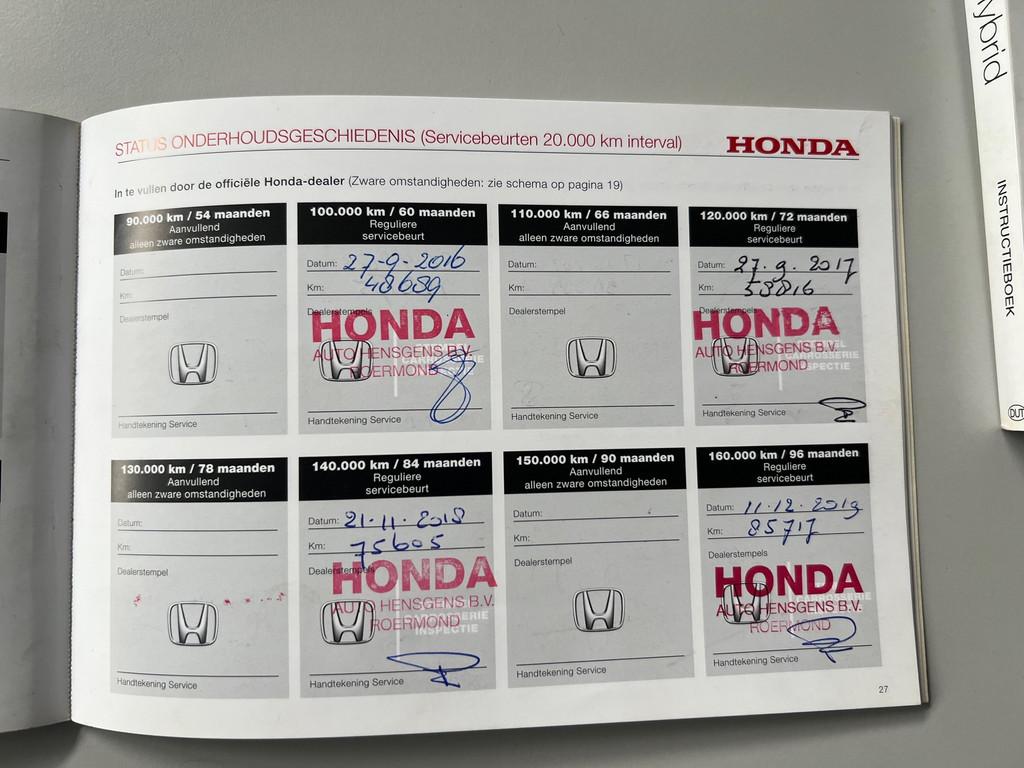 STATUS ONDERHOUDSGESCHIEDENIS (Servicebeurten 20.000 km interval)
HONDA
In te vullen door de officiële Honda-dealer (Zware omstandigheden: zie schema op pagina 19)
90.000 km / 54 maanden
Aanvullend
alleen zware omstandigheden
Datum:
Km:
Dealerstempel
Handtekening Service
100.000 km / 60 maanden
Reguliere
servicebeurt
Datum: 27-9-2016
Km: 48689
Dealerstempels
HONDA
AUTO HENSGENS B.V.
ROERMOND
Handtekening Service
110.000 km / 66 maanden
Aanvullend
alleen zware omstandigheden
Datum:
Km:
Dealerstempel
Handtekening Service
120.000 km / 72 maanden
Reguliere
servicebeurt
Datum: 27.9.2017
Km: 58816
Dealerstempels
HONDA
AUTO HENSGENS B.V.
CARROSSERIE
ROERMOND
INSPECTIE
Handtekening Service
130.000 km / 78 maanden
Aanvullend
alleen zware omstandigheden
Datum:
Km:
Dealerstempel
Handtekening Service
140.000 km / 84 maanden
Reguliere
servicebeurt
Datum: 21.11.2018
Km: 75605
Dealerstempels
HONDA
AUTO HENSGENS B.V.
ROERMOND
INSPECTIE
Handtekening Service
150.000 km / 90 maanden
Aanvullend
alleen zware omstandigheden
Datum:
Km:
Dealerstempel
Handtekening Service
160.000 km / 96 maanden
Reguliere
servicebeurt
Datum: 11.12.2019
Km: 85717
Dealerstempels
HONDA
AUTO HENSGENS B.V.
ROERMOND
Handtekening Service
27
INSTRUCTIEBOEK